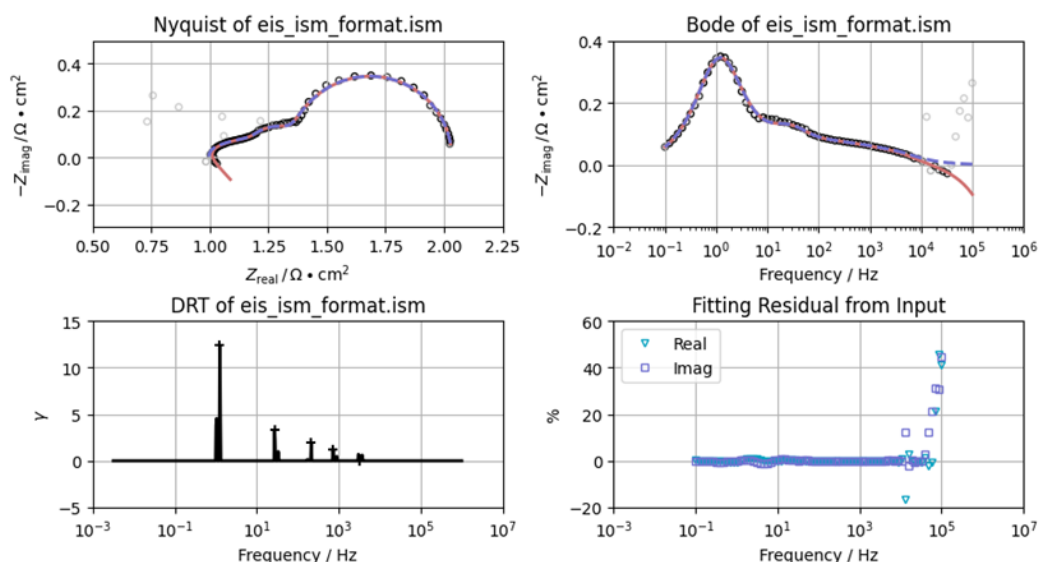 Nyquist of eis_ism_format.ism
0.4
0.2
0.0
−0.2
−Z_imag / Ω • cm²
0.50 0.75 1.00 1.25 1.50 1.75 2.00 2.25
Z_real / Ω • cm²
Bode of eis_ism_format.ism
0.4
0.2
0.0
−0.2
−Z_imag / Ω • cm²
10⁻² 10⁻¹ 10⁰ 10¹ 10² 10³ 10⁴ 10⁵ 10⁶
Frequency / Hz
DRT of eis_ism_format.ism
15
10
5
0
−5
γ
10⁻³ 10⁻¹ 10¹ 10³ 10⁵ 10⁷
Frequency / Hz
Fitting Residual from Input
60
40
20
0
−20
%
Real
Imag
10⁻³ 10⁻¹ 10¹ 10³ 10⁵ 10⁷
Frequency / Hz